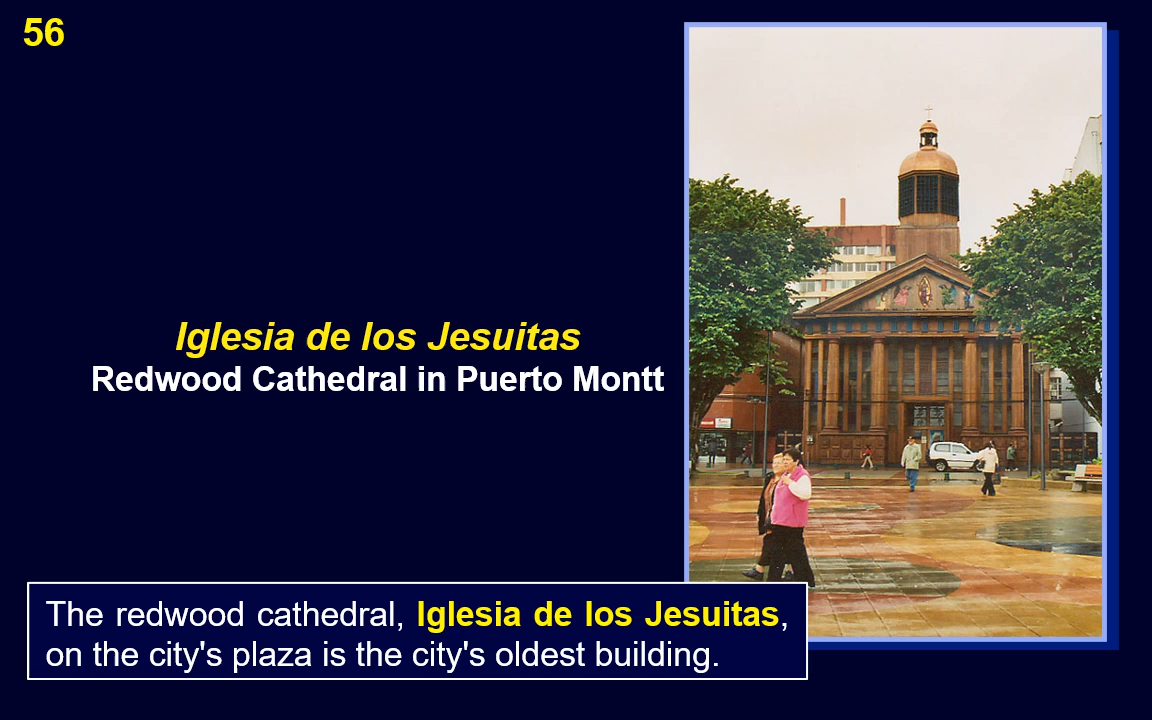 56
Iglesia de los Jesuitas
Redwood Cathedral in Puerto Montt
The redwood cathedral, Iglesia de los Jesuitas,
on the city's plaza is the city's oldest building.